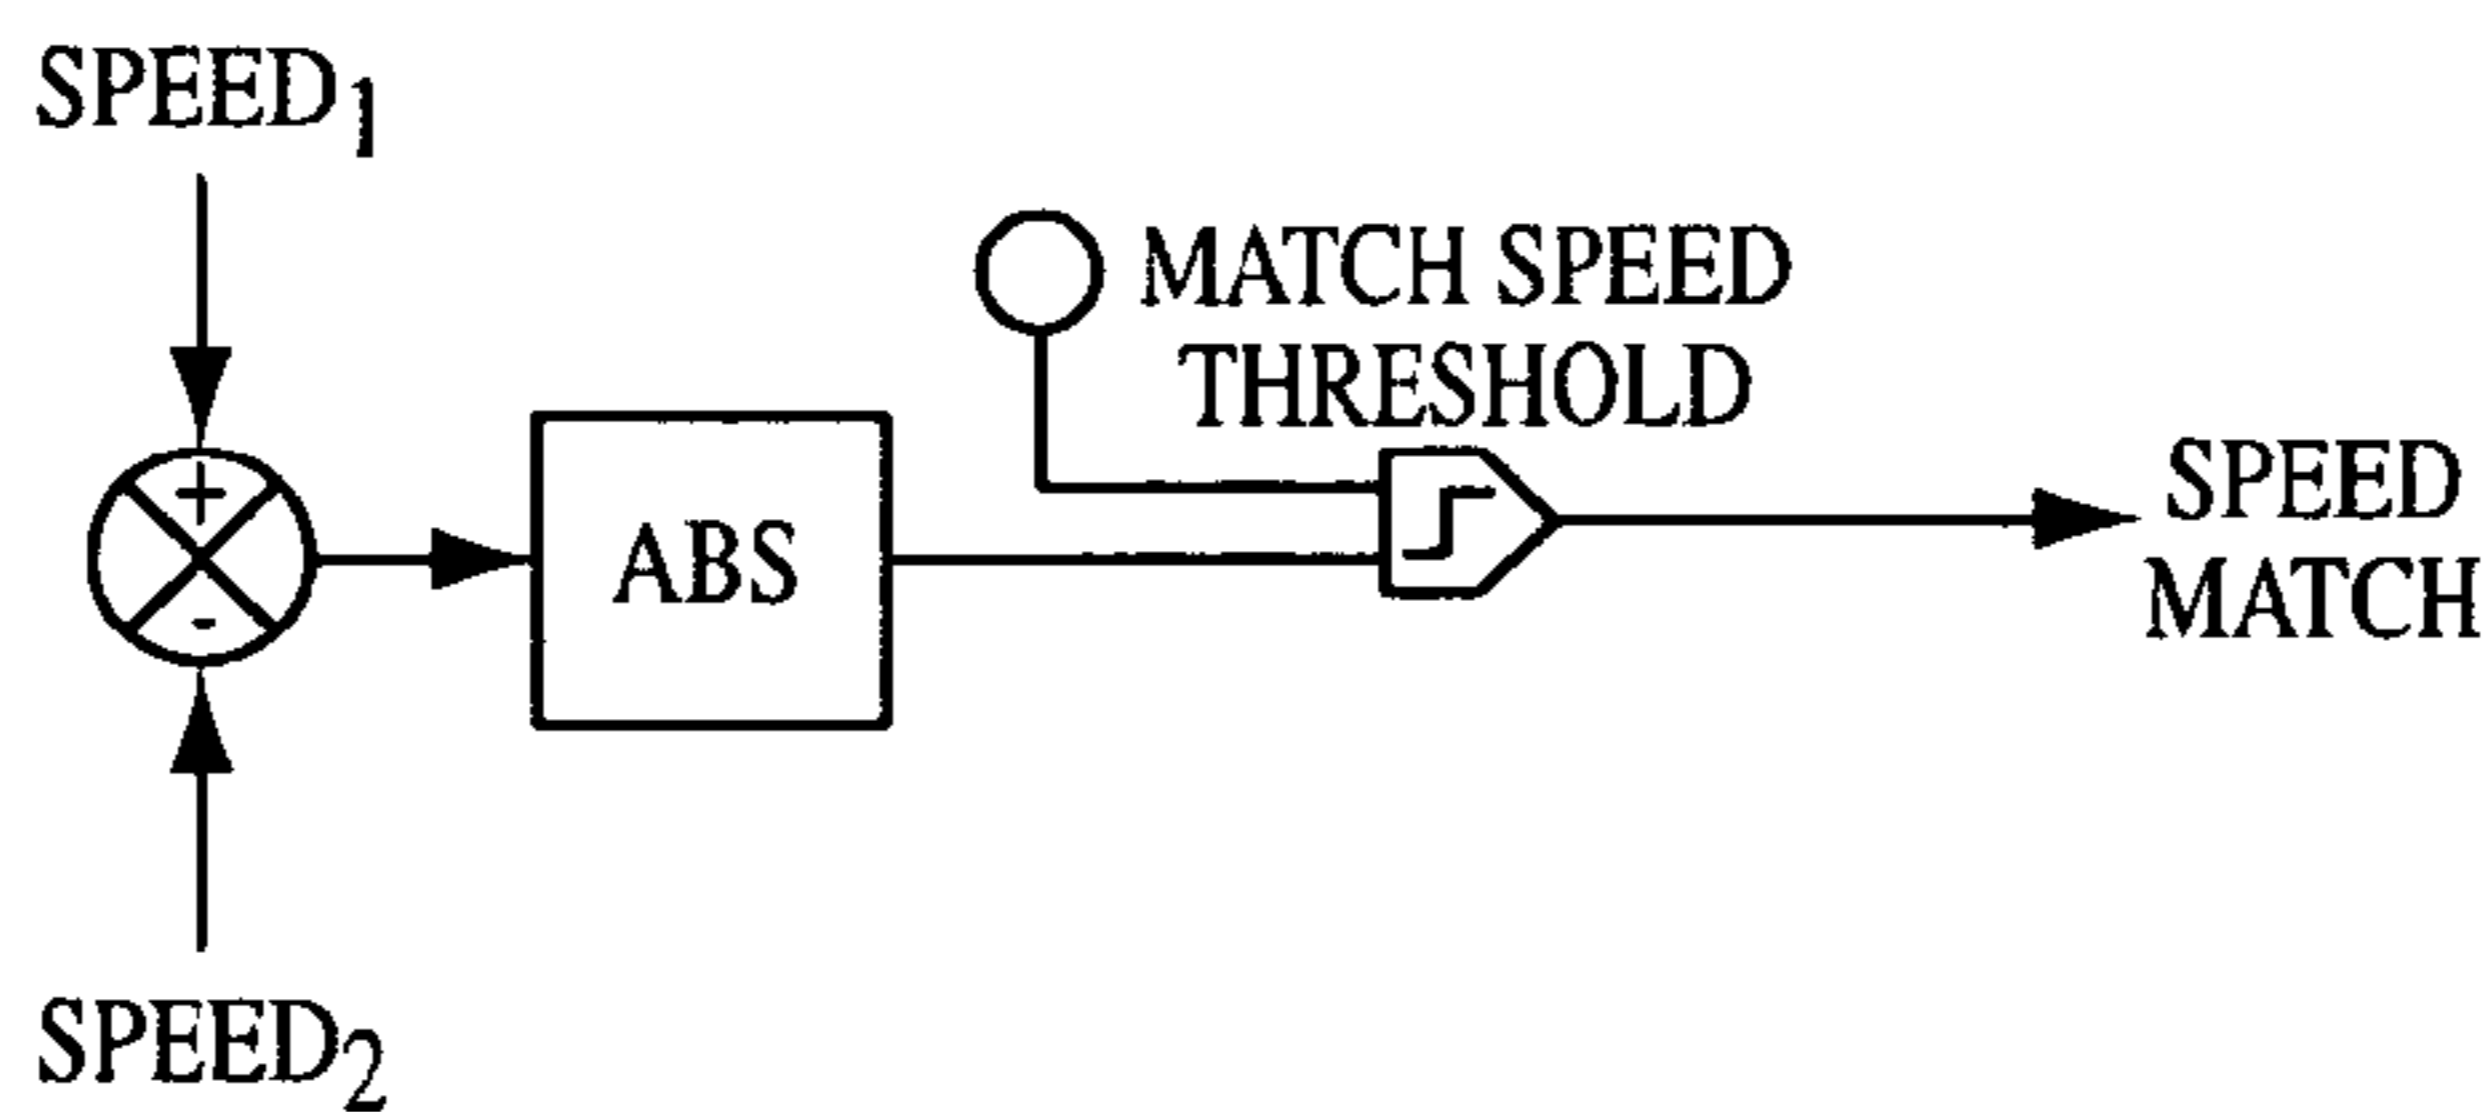 SPEED₁
MATCH SPEED
THRESHOLD
+
-
ABS
SPEED
MATCH
SPEED₂